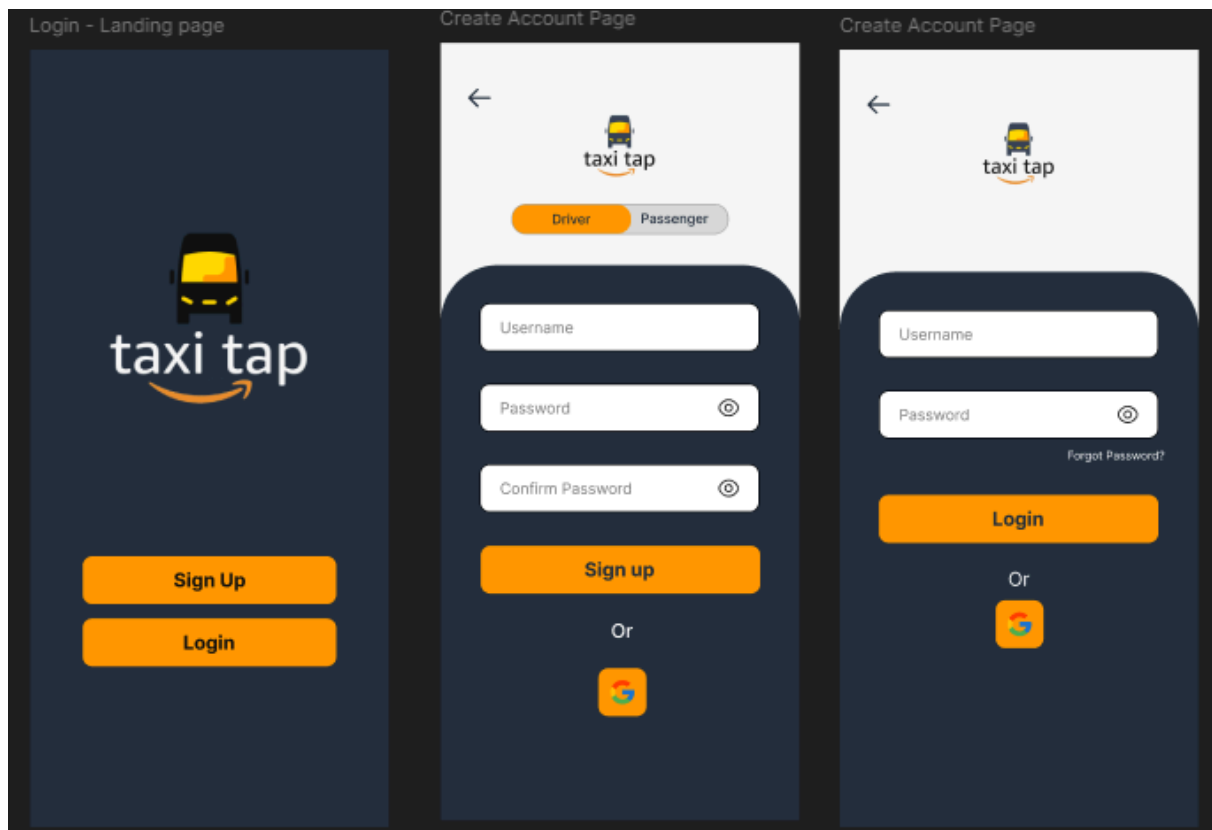 Login - Landing page
taxi tap
Sign Up
Login
Create Account Page
taxi tap
Driver
Passenger
Username
Password
Confirm Password
Sign up
Or
Create Account Page
taxi tap
Username
Password
Forgot Password?
Login
Or